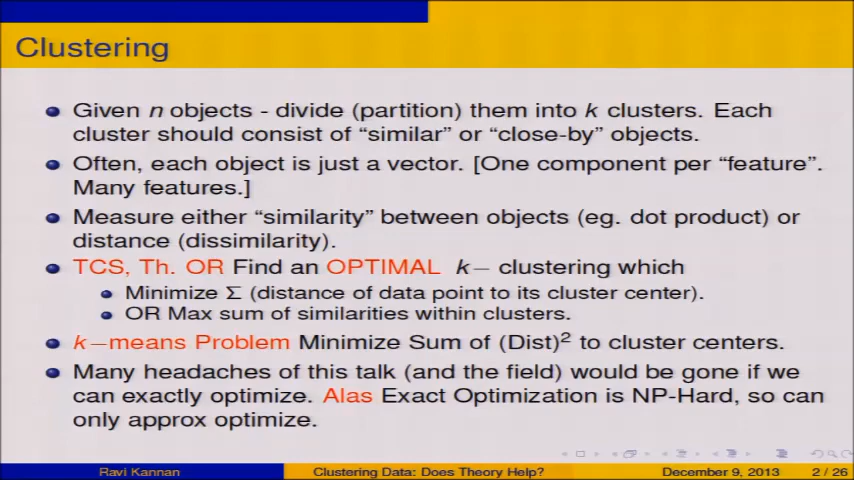 Clustering
Given n objects - divide (partition) them into k clusters. Each
cluster should consist of “similar” or “close-by” objects.
Often, each object is just a vector. [One component per “feature”.
Many features.]
Measure either “similarity” between objects (eg. dot product) or
distance (dissimilarity).
TCS, Th. OR Find an OPTIMAL k− clustering which
Minimize Σ (distance of data point to its cluster center).
OR Max sum of similarities within clusters.
k−means Problem Minimize Sum of (Dist)² to cluster centers.
Many headaches of this talk (and the field) would be gone if we
can exactly optimize. Alas Exact Optimization is NP-Hard, so can
only approx optimize.
Ravi Kannan Clustering Data: Does Theory Help? December 9, 2013 2 / 26